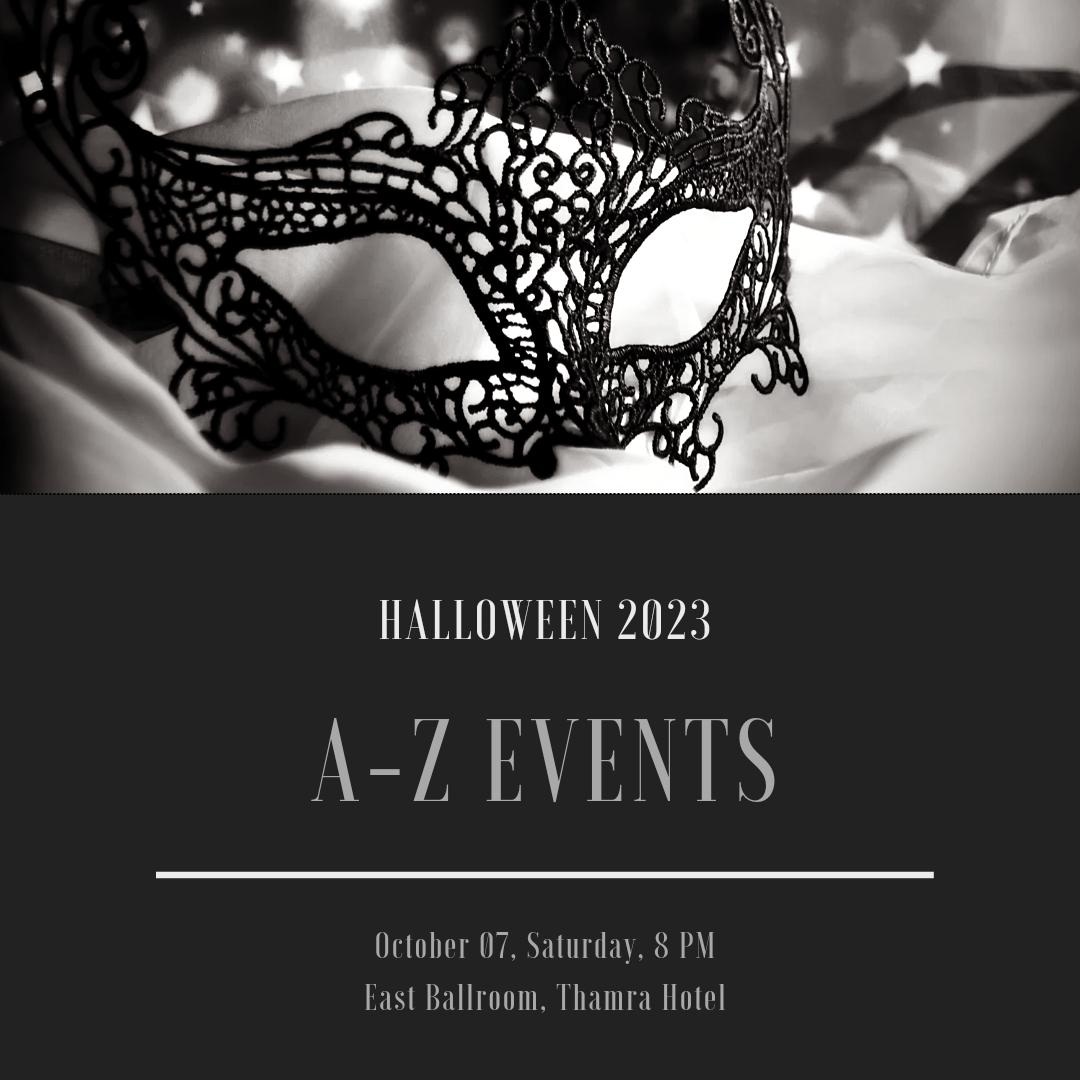 HALLOWEEN 2023
A-Z EVENTS
October 07, Saturday, 8 PM
East Ballroom, Thamra Hotel